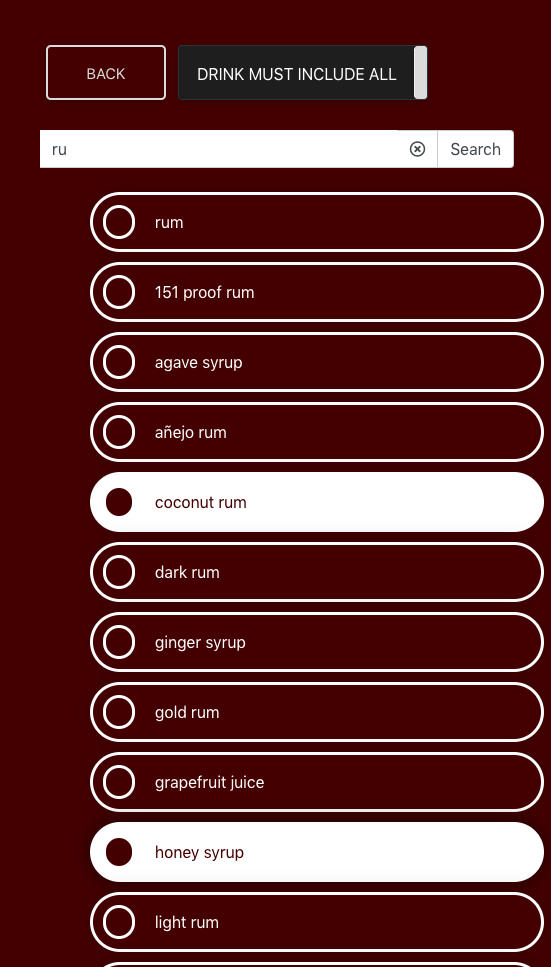 BACK
DRINK MUST INCLUDE ALL
ru
Search
rum
151 proof rum
agave syrup
añejo rum
coconut rum
dark rum
ginger syrup
gold rum
grapefruit juice
honey syrup
light rum